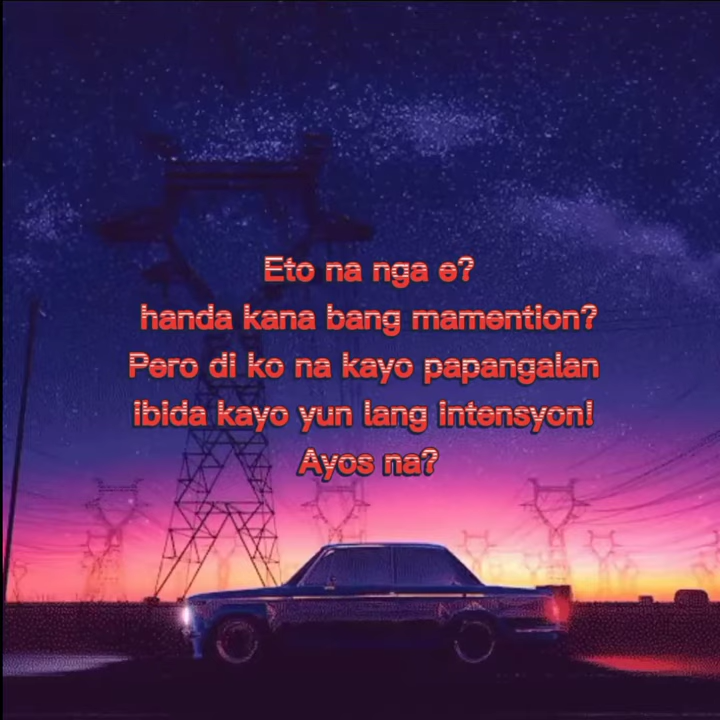 Eto na nga e?
handa kana bang mamention?
Pero di ko na kayo papangalan
ibida kayo yun lang intensyon!
Ayos na?